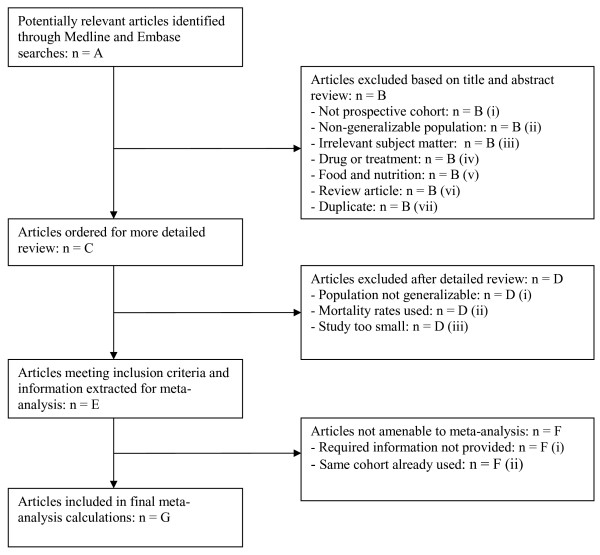 Potentially relevant articles identified
through Medline and Embase
searches: n = A
Articles excluded based on title and abstract
review: n = B
- Not prospective cohort: n = B (i)
- Non-generalizable population: n = B (ii)
- Irrelevant subject matter:  n = B (iii)
- Drug or treatment: n = B (iv)
- Food and nutrition: n = B (v)
- Review article: n = B (vi)
- Duplicate: n = B (vii)
Articles ordered for more detailed
review: n = C
Articles excluded after detailed review: n = D
- Population not generalizable:  n = D (i)
- Mortality rates used:  n = D (ii)
- Study too small:  n = D (iii)
Articles meeting inclusion criteria and
information extracted for meta-
analysis: n = E
Articles not amenable to meta-analysis: n = F
- Required information not provided:  n = F (i)
- Same cohort already used:  n = F (ii)
Articles included in final meta-
analysis calculations: n = G